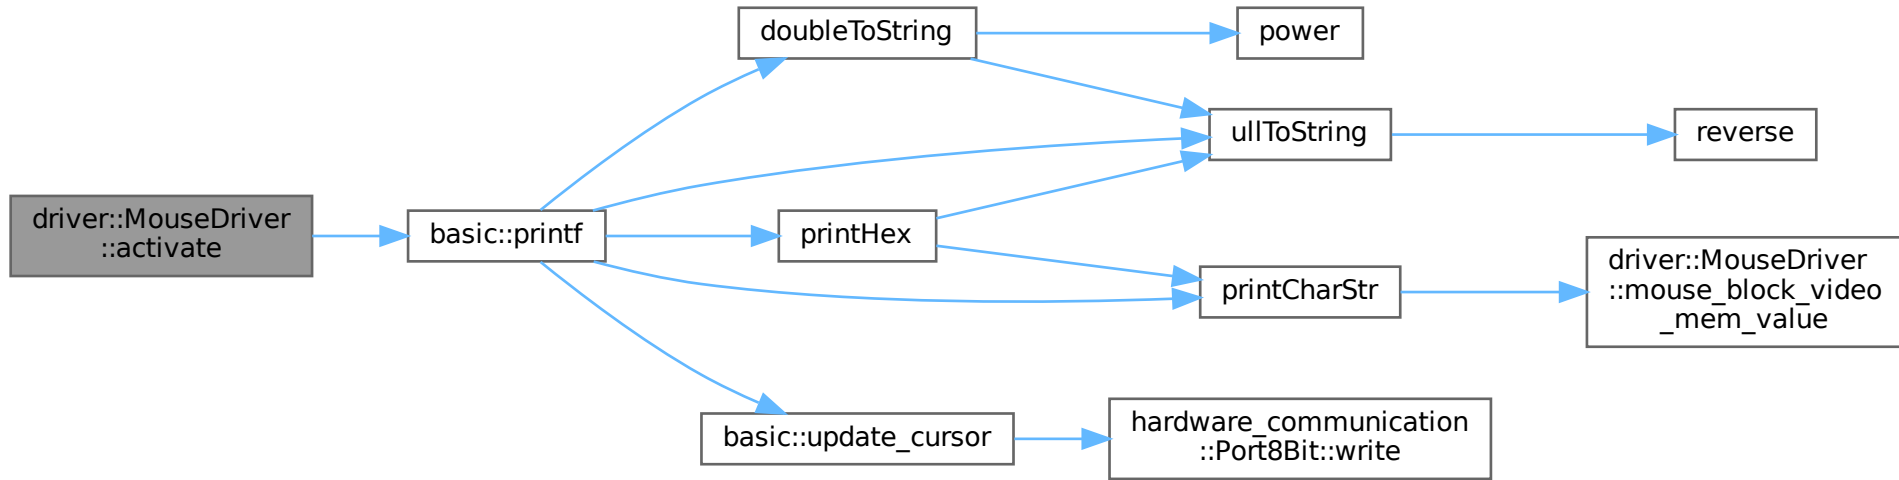 driver::MouseDriver
::activate
basic::printf
doubleToString
power
ullToString
reverse
printHex
printCharStr
driver::MouseDriver
::mouse_block_video
_mem_value
basic::update_cursor
hardware_communication
::Port8Bit::write